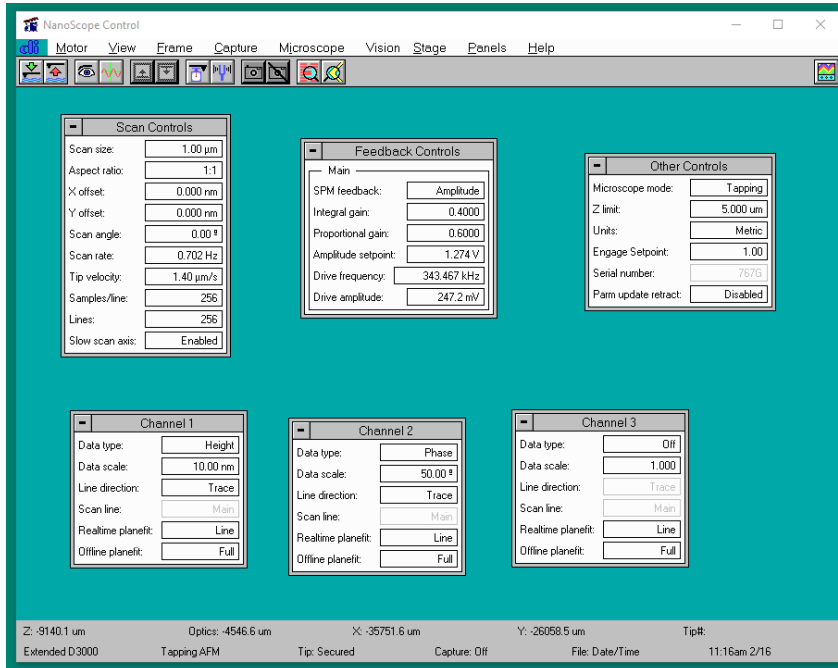 NanoScope Control
di Motor View Frame Capture Microscope Vision Stage Panels Help
Scan Controls
Scan size: 1.00 µm
Aspect ratio: 1:1
X offset: 0.000 nm
Y offset: 0.000 nm
Scan angle: 0.00 º
Scan rate: 0.702 Hz
Tip velocity: 1.40 µm/s
Samples/line: 256
Lines: 256
Slow scan axis: Enabled
Feedback Controls
Main
SPM feedback: Amplitude
Integral gain: 0.4000
Proportional gain: 0.6000
Amplitude setpoint: 1.274 V
Drive frequency: 343.467 kHz
Drive amplitude: 247.2 mV
Other Controls
Microscope mode: Tapping
Z limit: 5.000 um
Units: Metric
Engage Setpoint: 1.00
Serial number: 767G
Parm update retract: Disabled
Channel 1
Data type: Height
Data scale: 10.00 nm
Line direction: Trace
Scan line: Main
Realtime planefit: Line
Offline planefit: Full
Channel 2
Data type: Phase
Data scale: 50.00 º
Line direction: Trace
Scan line: Main
Realtime planefit: Line
Offline planefit: Full
Channel 3
Data type: Off
Data scale: 1.000
Line direction: Trace
Scan line: Main
Realtime planefit: Line
Offline planefit: Full
Z: -9140.1 um Optics: -4546.6 um X: -35751.6 um Y: -26058.5 um Tip#:
Extended D3000 Tapping AFM Tip: Secured Capture: Off File: Date/Time 11:16am 2/16